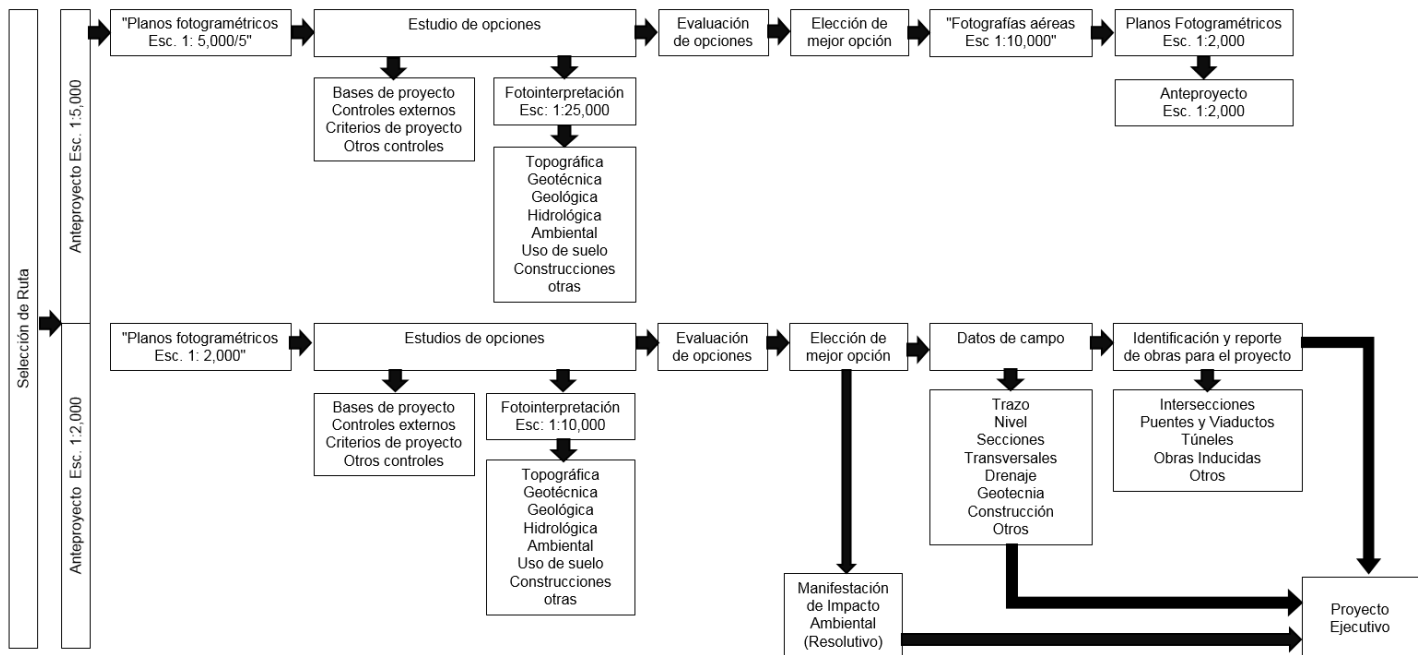 Selección de Ruta
Anteproyecto Esc. 1:5,000
"Planos fotogramétricos
Esc. 1: 5,000/5"
Estudio de opciones
Evaluación
de opciones
Elección de
mejor opción
"Fotografías aéreas
Esc 1:10,000"
Planos Fotogramétricos
Esc. 1:2,000
Bases de proyecto
Controles externos
Criterios de proyecto
Otros controles
Fotointerpretación
Esc: 1:25,000
Anteproyecto
Esc. 1:2,000
Topográfica
Geotécnica
Geológica
Hidrológica
Ambiental
Uso de suelo
Construcciones
otras
Anteproyecto Esc. 1:2,000
"Planos fotogramétricos
Esc. 1: 2,000"
Estudios de opciones
Evaluación
de opciones
Elección de
mejor opción
Datos de campo
Identificación y reporte
de obras para el proyecto
Bases de proyecto
Controles externos
Criterios de proyecto
Otros controles
Fotointerpretación
Esc: 1:10,000
Trazo
Nivel
Secciones
Transversales
Drenaje
Geotecnia
Construcción
Otros
Intersecciones
Puentes y Viaductos
Túneles
Obras Inducidas
Otros
Topográfica
Geotécnica
Geológica
Hidrológica
Ambiental
Uso de suelo
Construcciones
otras
Manifestación
de Impacto
Ambiental
(Resolutivo)
Proyecto
Ejecutivo